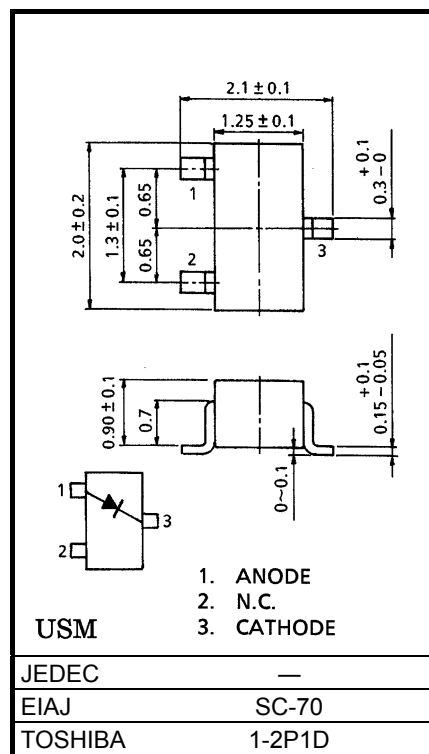 2.1±0.1
1.25±0.1
2.0±0.2
1.3±0.1
0.65
0.65
1
2
3
+0.1
0.3-0
0.90±0.1
0.7
0~0.1
+0.1
0.15-0.05
1
2
3
1. ANODE
2. N.C.
3. CATHODE
USM
JEDEC —
EIAJ SC-70
TOSHIBA 1-2P1D